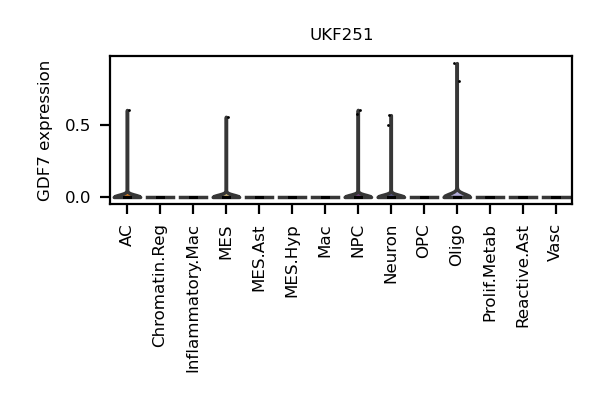 UKF251
GDF7 expression
0.5
0.0
AC
Chromatin.Reg
Inflammatory.Mac
MES
MES.Ast
MES.Hyp
Mac
NPC
Neuron
OPC
Oligo
Prolif.Metab
Reactive.Ast
Vasc